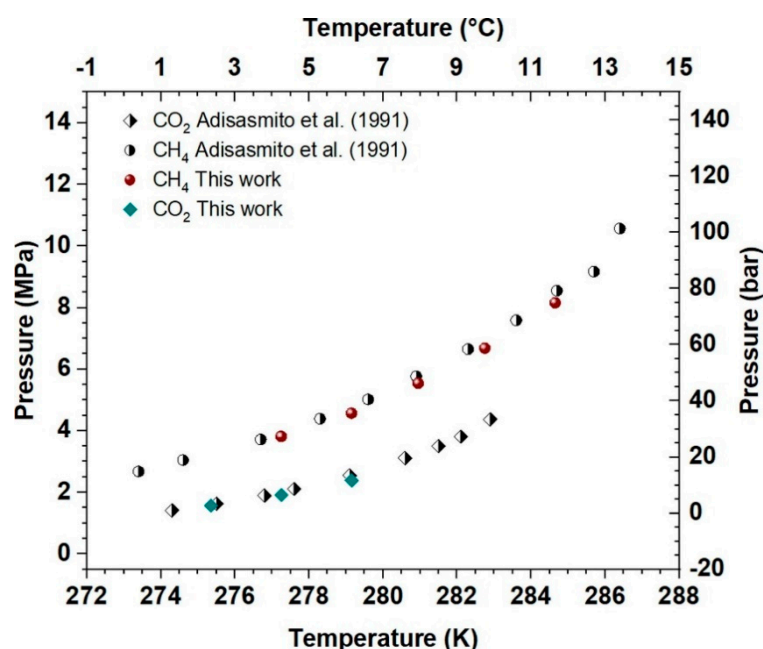 Temperature (°C)
-1 1 3 5 7 9 11 13 15
14
12
10
8
6
4
2
0
Pressure (MPa)
CO₂ Adisasmito et al. (1991)
CH₄ Adisasmito et al. (1991)
CH₄ This work
CO₂ This work
140
120
100
80
60
40
20
0
-20
Pressure (bar)
272 274 276 278 280 282 284 286 288
Temperature (K)